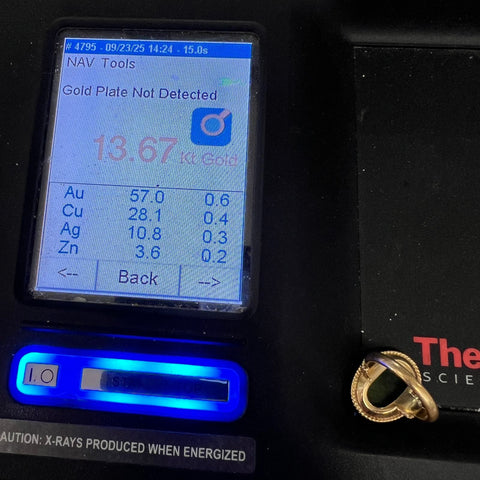 # 4795 - 09/23/25 14:24 - 15.0s
NAV Tools
Gold Plate Not Detected
13.67 Kt Gold
Au 57.0 0.6
Cu 28.1 0.4
Ag 10.8 0.3
Zn 3.6 0.2
<-- Back -->
I.O
AUTION: X-RAYS PRODUCED WHEN ENERGIZED
The
SCIE